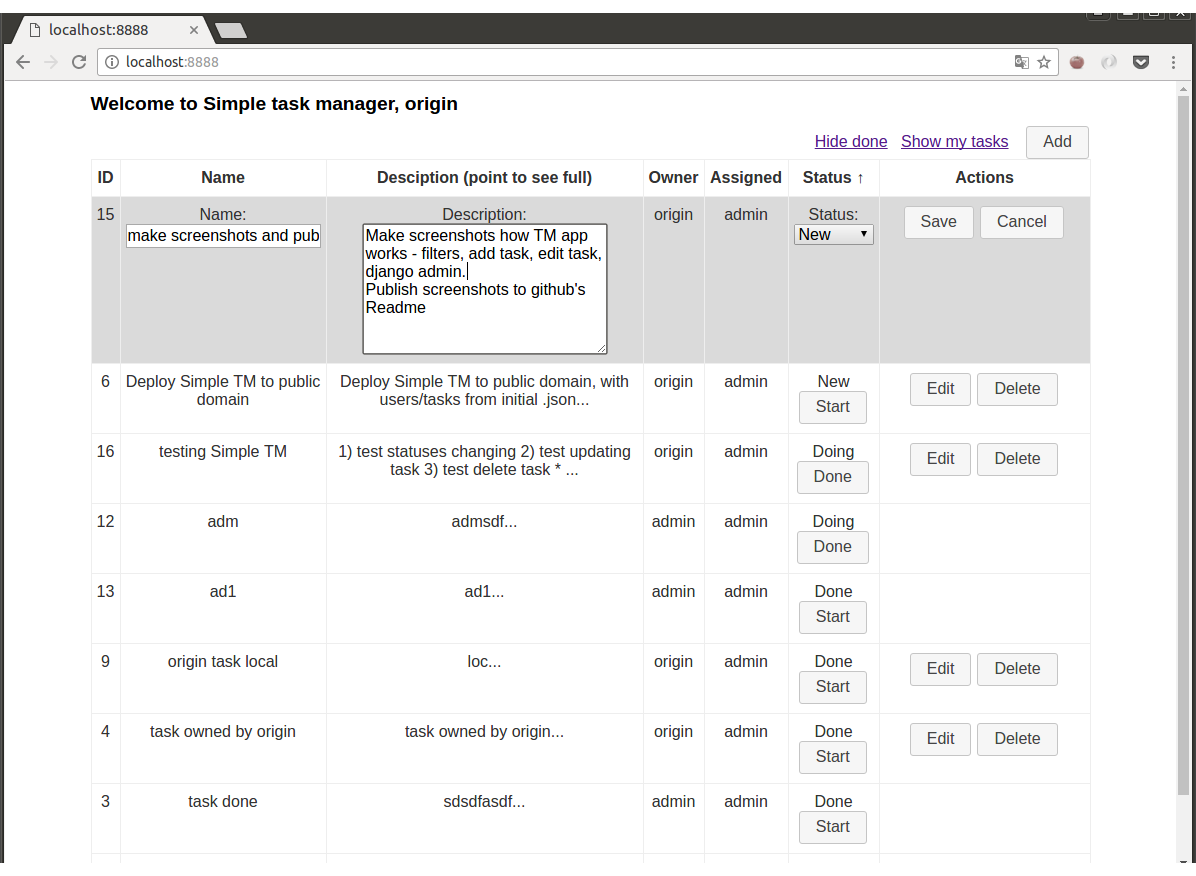 localhost:8888
localhost:8888
Welcome to Simple task manager, origin
Hide done Show my tasks Add
ID Name Desciption (point to see full) Owner Assigned Status ↑ Actions
15 Name: Description: origin admin Status: Save Cancel
make screenshots and pub Make screenshots how TM app New
works - filters, add task, edit task,
django admin.
Publish screenshots to github's
Readme
6 Deploy Simple TM to public Deploy Simple TM to public domain, with origin admin New Edit Delete
domain users/tasks from initial .json... Start
16 testing Simple TM 1) test statuses changing 2) test updating origin admin Doing Edit Delete
task 3) test delete task * ... Done
12 adm admsdf... admin admin Doing
Done
13 ad1 ad1... admin admin Done
Start
9 origin task local loc... origin admin Done Edit Delete
Start
4 task owned by origin task owned by origin... origin admin Done Edit Delete
Start
3 task done sdsdfasdf... admin admin Done
Start